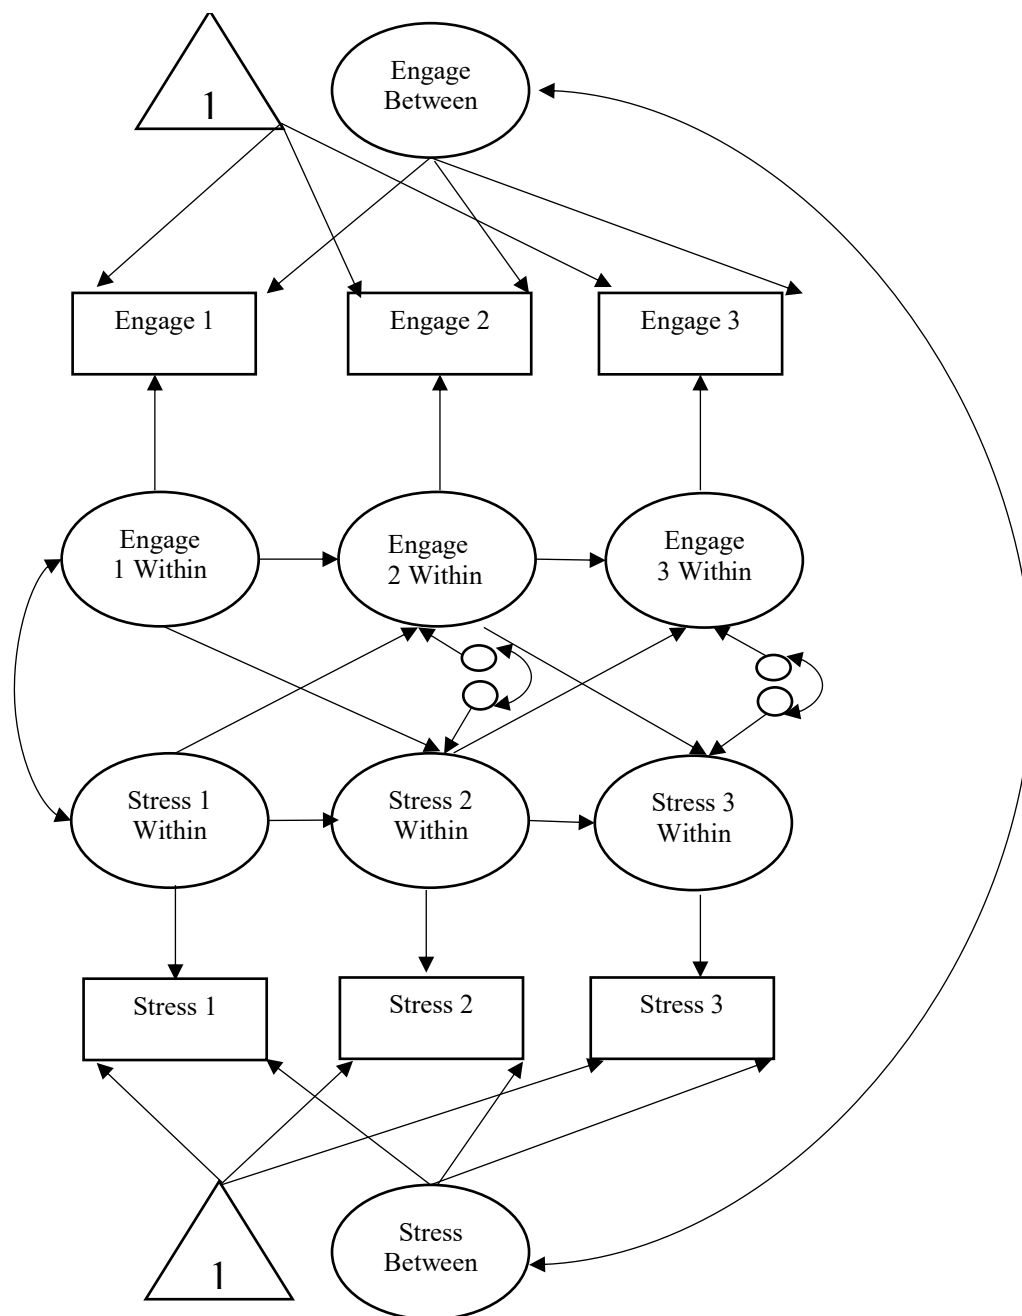 1
Engage
Between
Engage 1
Engage 2
Engage 3
Engage
1 Within
Engage
2 Within
Engage
3 Within
Stress 1
Within
Stress 2
Within
Stress 3
Within
Stress 1
Stress 2
Stress 3
1
Stress
Between